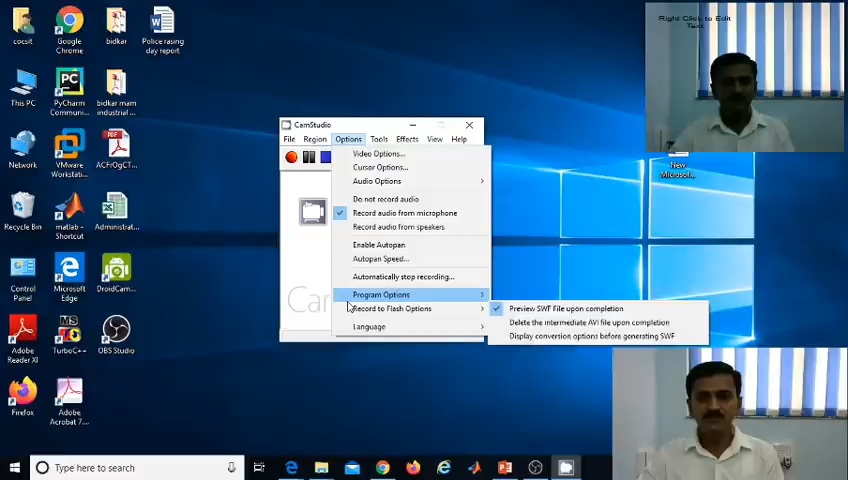 cocsit
Google
Chrome
bidkar
Police rasing
day report
This PC
PyCharm
Communi...
bidkar mam
industrial ...
Network
VMware
Workstati...
ACFrOgCT...
Recycle Bin
matlab -
Shortcut
Administrat...
Control
Panel
Microsoft
Edge
DroidCam...
Adobe
Reader XI
TurboC++
OBS Studio
Firefox
Adobe
Acrobat 7...
CamStudio
File Region Options Tools Effects View Help
Video Options...
Cursor Options...
Audio Options
Do not record audio
Record audio from microphone
Record audio from speakers
Enable Autopan
Autopan Speed...
Automatically stop recording...
Program Options
Record to Flash Options
Language
Preview SWF File upon completion
Delete the intermediate AVI file upon completion
Display conversion options before generating SWF
Ca
Right Click to Edit
Text
New
Microsof...
Type here to search